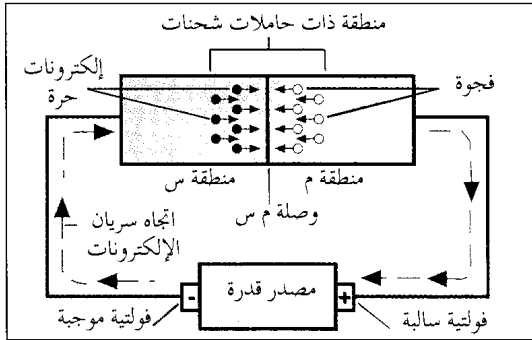 منطقة ذات حاملات شحنات
فجوة
إلكترونات
حرة
منطقة م
منطقة س
وصلة م س
اتجاه سريان
الإلكترونات
مصدر قدرة
+
-
فولتية سالبة
فولتية موجبة